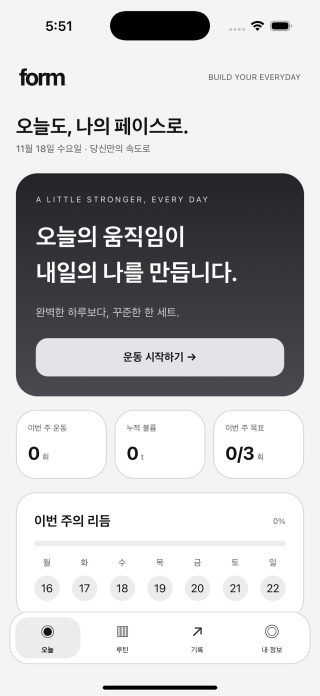 5:51
form
BUILD YOUR EVERYDAY
오늘도, 나의 페이스로.
11월 18일 수요일 · 당신만의 속도로
A LITTLE STRONGER, EVERY DAY
오늘의 움직임이
내일의 나를 만듭니다.
완벽한 하루보다, 꾸준한 한 세트.
운동 시작하기 →
이번 주 운동
0 회
누적 볼륨
0 t
이번 주 목표
0/3 회
이번 주의 리듬
0%
월 화 수 목 금 토 일
16 17 18 19 20 21 22
오늘 루틴 기록 내 정보